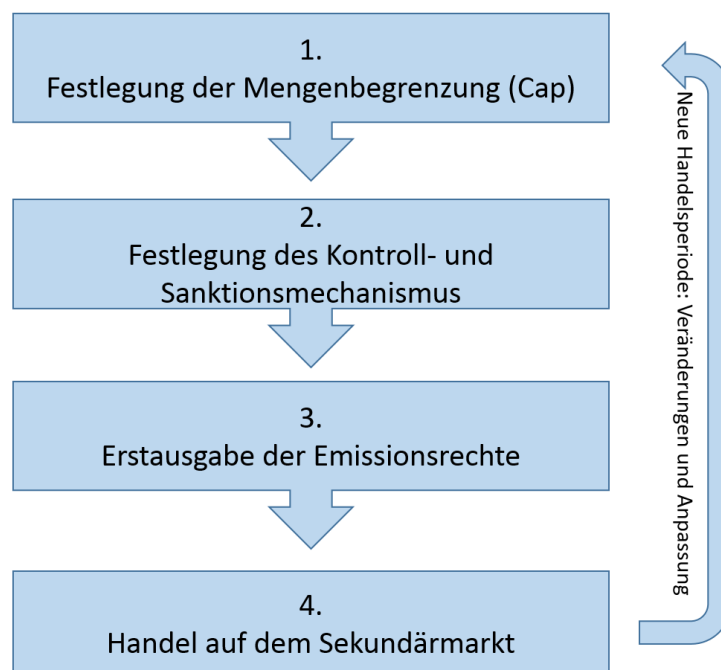 1.
Festlegung der Mengenbegrenzung (Cap)
2.
Festlegung des Kontroll- und
Sanktionsmechanismus
3.
Erstausgabe der Emissionsrechte
4.
Handel auf dem Sekundärmarkt
Neue Handelsperiode: Veränderungen und Anpassung